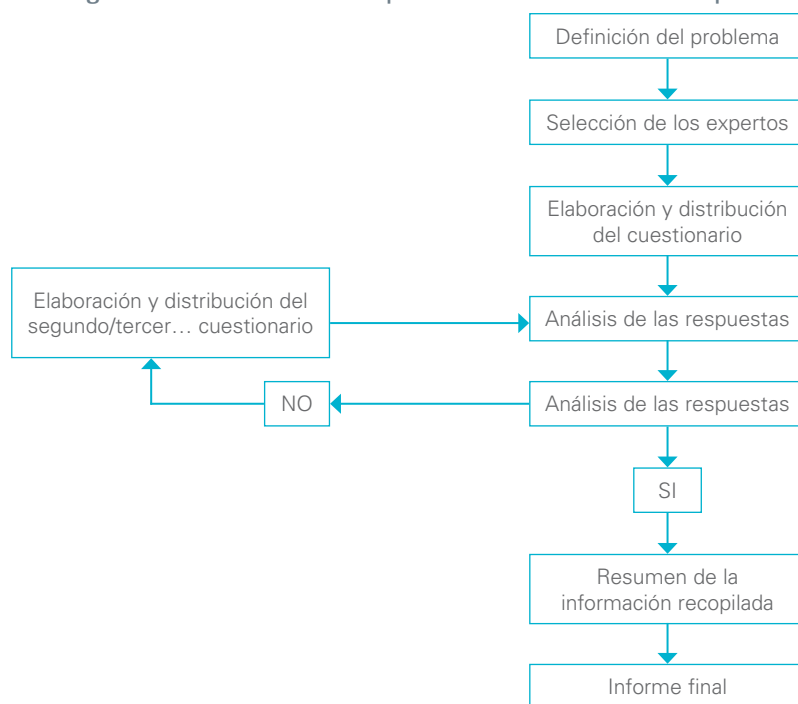 Definición del problema
Selección de los expertos
Elaboración y distribución
del cuestionario
Elaboración y distribución del
segundo/tercer… cuestionario
Análisis de las respuestas
NO
Análisis de las respuestas
SI
Resumen de la
información recopilada
Informe final